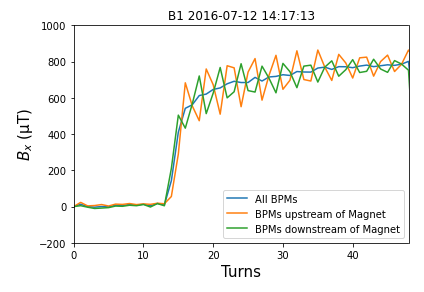 B1 2016-07-12 14:17:13
1000
800
600
400
200
0
−200
Bx (μT)
0 10 20 30 40
Turns
All BPMs
BPMs upstream of Magnet
BPMs downstream of Magnet